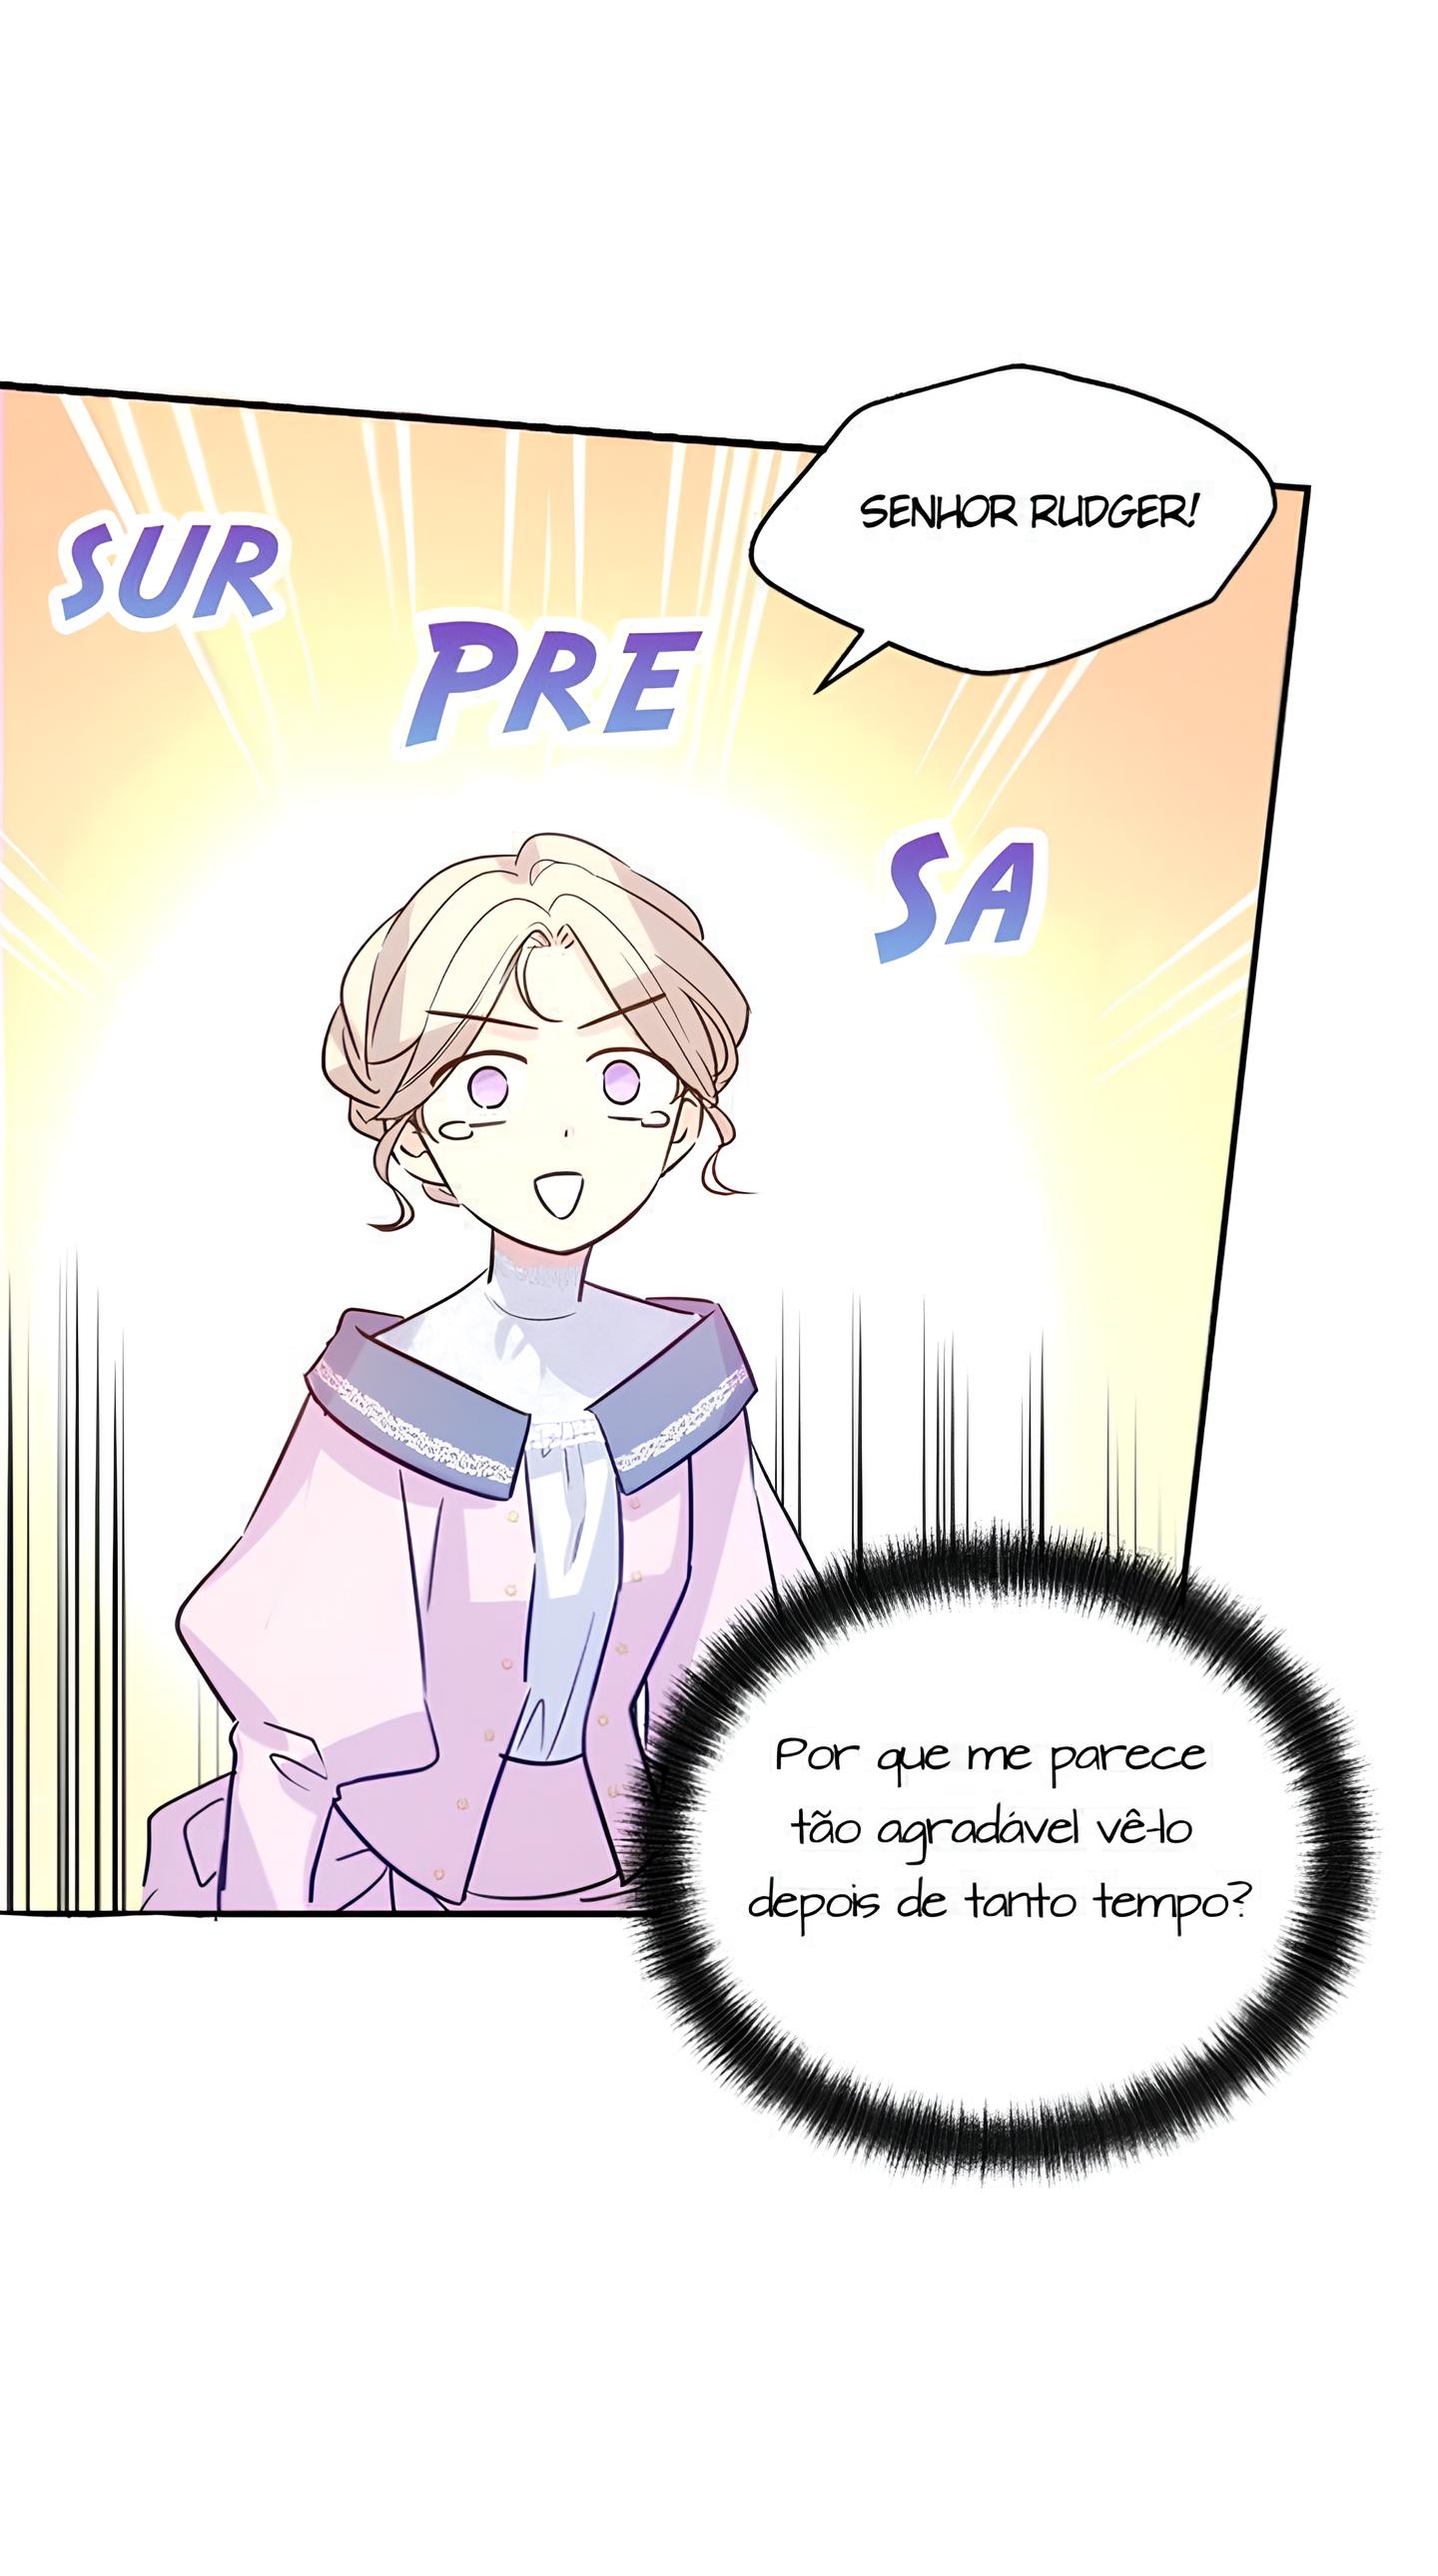 SENHOR RUDGER!
SUR
PRE
SA
Por que me parece
tão agradável vê-lo
depois de tanto tempo?